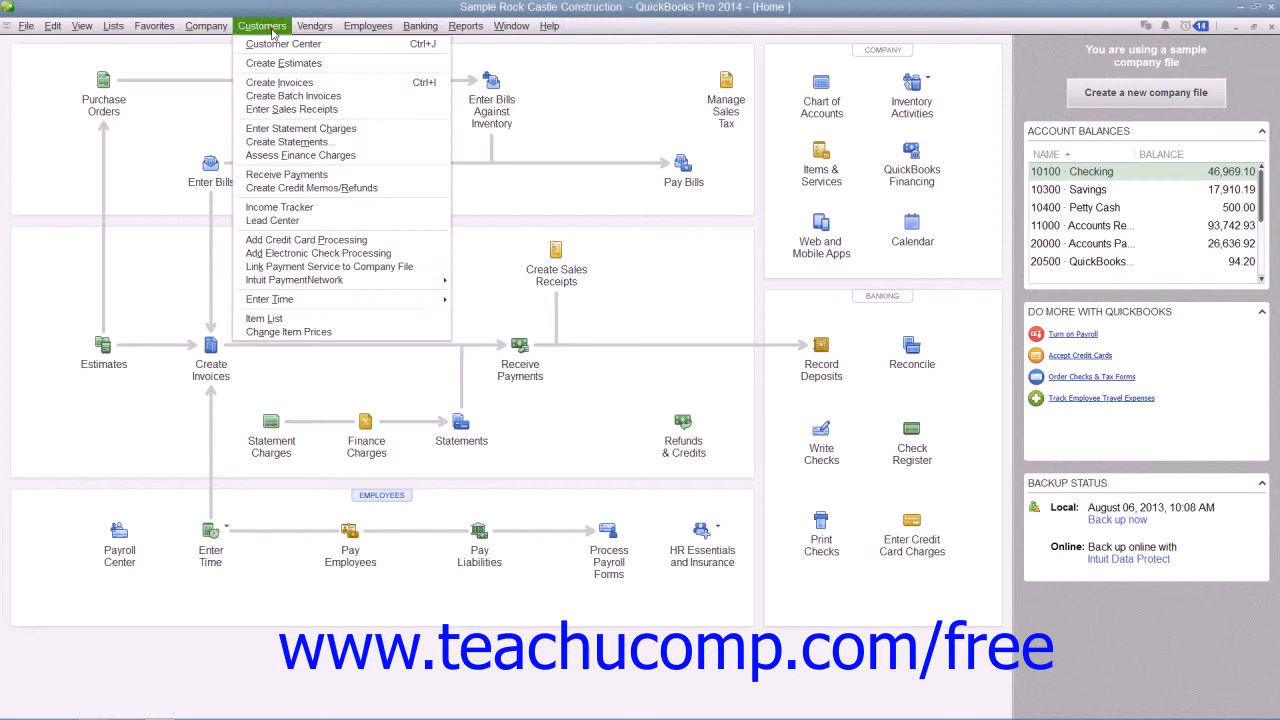 Sample Rock Castle Construction - QuickBooks Pro 2014 - [Home ]
File Edit View Lists Favorites Company Customers Vendors Employees Banking Reports Window Help
14
Customer Center Ctrl+J
Create Estimates
Create Invoices Ctrl+I
Create Batch Invoices
Enter Sales Receipts
Enter Statement Charges
Create Statements...
Assess Finance Charges
Receive Payments
Create Credit Memos/Refunds
Income Tracker
Lead Center
Add Credit Card Processing
Add Electronic Check Processing
Link Payment Service to Company File
Intuit PaymentNetwork
Enter Time
Item List
Change Item Prices
Purchase
Orders
Enter Bills
Against
Inventory
Manage
Sales
Tax
Enter Bills
Pay Bills
Create Sales
Receipts
Estimates
Create
Invoices
Receive
Payments
Statement
Charges
Finance
Charges
Statements
Refunds
& Credits
EMPLOYEES
Payroll
Center
Enter
Time
Pay
Employees
Pay
Liabilities
Process
Payroll
Forms
HR Essentials
and Insurance
COMPANY
Chart of
Accounts
Inventory
Activities
Items &
Services
QuickBooks
Financing
Web and
Mobile Apps
Calendar
BANKING
Record
Deposits
Reconcile
Write
Checks
Check
Register
Print
Checks
Enter Credit
Card Charges
You are using a sample
company file
Create a new company file
ACCOUNT BALANCES
NAME BALANCE
10100 · Checking 46,969.10
10300 · Savings 17,910.19
10400 · Petty Cash 500.00
11000 · Accounts Re... 93,742.93
20000 · Accounts Pa... 26,636.92
20500 · QuickBooks... 94.20
DO MORE WITH QUICKBOOKS
Turn on Payroll
Accept Credit Cards
Order Checks & Tax Forms
Track Employee Travel Expenses
BACKUP STATUS
Local: August 06, 2013, 10:08 AM
Back up now
Online: Back up online with
Intuit Data Protect
www.teachucomp.com/free